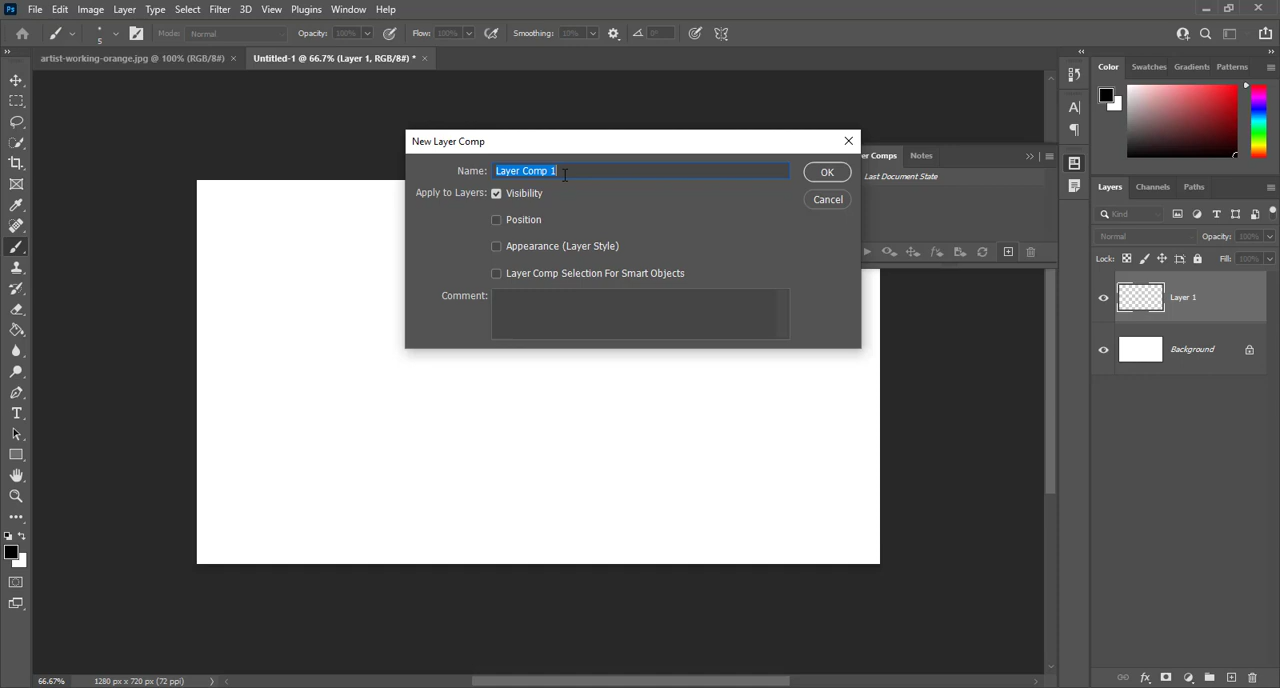 Ps File Edit Image Layer Type Select Filter 3D View Plugins Window Help
5 Mode: Normal Opacity: 100% Flow: 100% Smoothing: 10% 0°
artist-working-orange.jpg @ 100% (RGB/8#) × Untitled-1 @ 66.7% (Layer 1, RGB/8#) * ×
Color Swatches Gradients Patterns
New Layer Comp
Name: Layer Comp 1 OK
Apply to Layers: Visibility Cancel
Position
Appearance (Layer Style)
Layer Comp Selection For Smart Objects
Comment:
er Comps Notes
Last Document State
Layers Channels Paths
Kind
Normal Opacity: 100%
Lock: Fill: 100%
Layer 1
Background
66.67% 1280 px x 720 px (72 ppi)